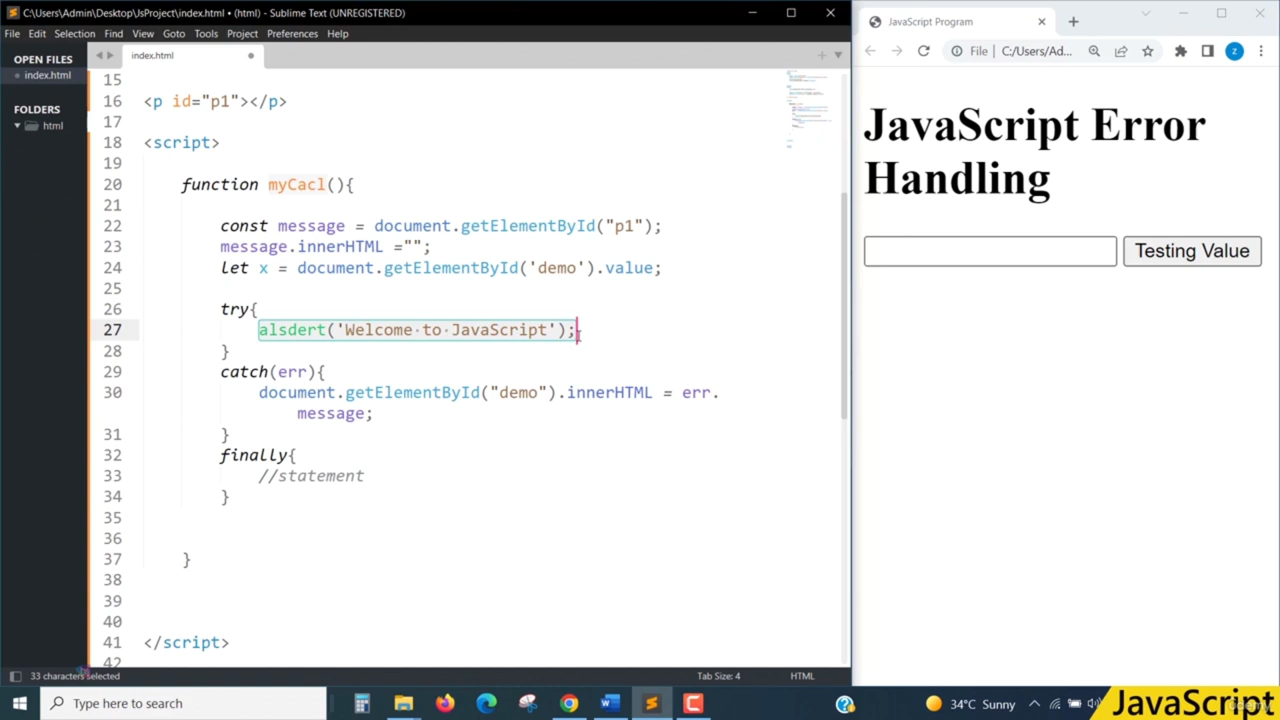 C:\Users\Admin\Desktop\JsProject\index.html • (html) - Sublime Text (UNREGISTERED)
File Edit Selection Find View Goto Tools Project Preferences Help
OPEN FILES
index.html
FOLDERS
html
index.html
15
16 <p id="p1"></p>
17
18 <script>
19
20 function myCacl(){
21
22 const message = document.getElementById("p1");
23 message.innerHTML ="";
24 let x = document.getElementById('demo').value;
25
26 try{
27 alsdert('Welcome·to·JavaScript');
28 }
29 catch(err){
30 document.getElementById("demo").innerHTML = err.
message;
31 }
32 finally{
33 //statement
34 }
35
36
37 }
38
39
40
41 </script>
42
33 characters selected
Tab Size: 4
HTML
JavaScript Program
File C:/Users/Ad...
Z
JavaScript Error
Handling
Testing Value
Type here to search
34°C Sunny
JavaScript
Udemy